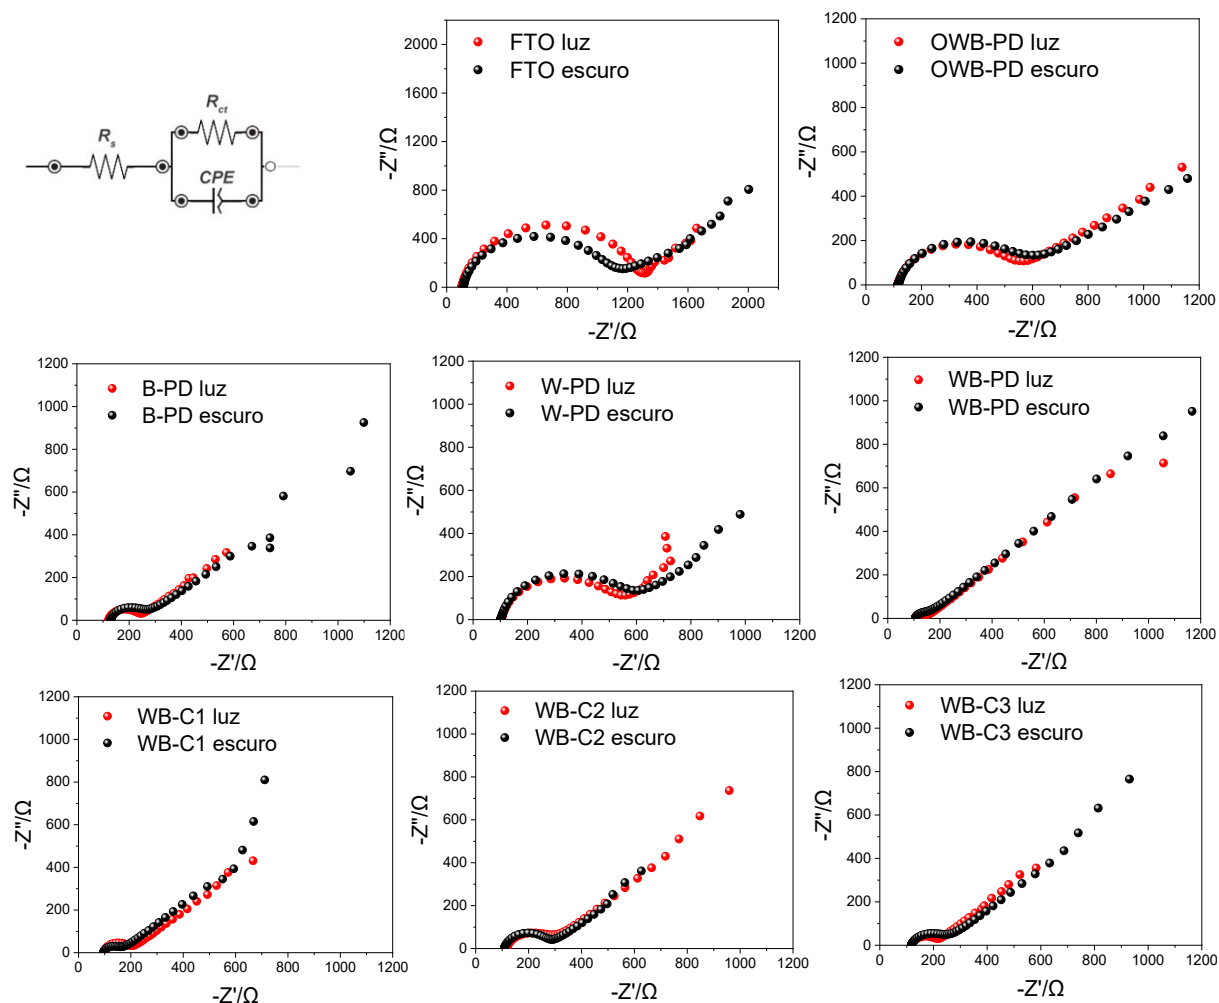 R_s
R_ct
CPE
FTO luz
FTO escuro
-Z''/Ω
2000
1600
1200
800
400
0
0 400 800 1200 1600 2000
-Z'/Ω
OWB-PD luz
OWB-PD escuro
-Z''/Ω
1200
1000
800
600
400
200
0
0 200 400 600 800 1000 1200
-Z'/Ω
B-PD luz
B-PD escuro
-Z''/Ω
1200
1000
800
600
400
200
0
0 200 400 600 800 1000 1200
-Z'/Ω
W-PD luz
W-PD escuro
-Z''/Ω
1200
1000
800
600
400
200
0
0 200 400 600 800 1000 1200
-Z'/Ω
WB-PD luz
WB-PD escuro
-Z''/Ω
1200
1000
800
600
400
200
0
0 200 400 600 800 1000 1200
-Z'/Ω
WB-C1 luz
WB-C1 escuro
-Z''/Ω
1200
1000
800
600
400
200
0
0 200 400 600 800 1000 1200
-Z'/Ω
WB-C2 luz
WB-C2 escuro
-Z''/Ω
1200
1000
800
600
400
200
0
0 200 400 600 800 1000 1200
-Z'/Ω
WB-C3 luz
WB-C3 escuro
-Z''/Ω
1200
1000
800
600
400
200
0
0 200 400 600 800 1000 1200
-Z'/Ω